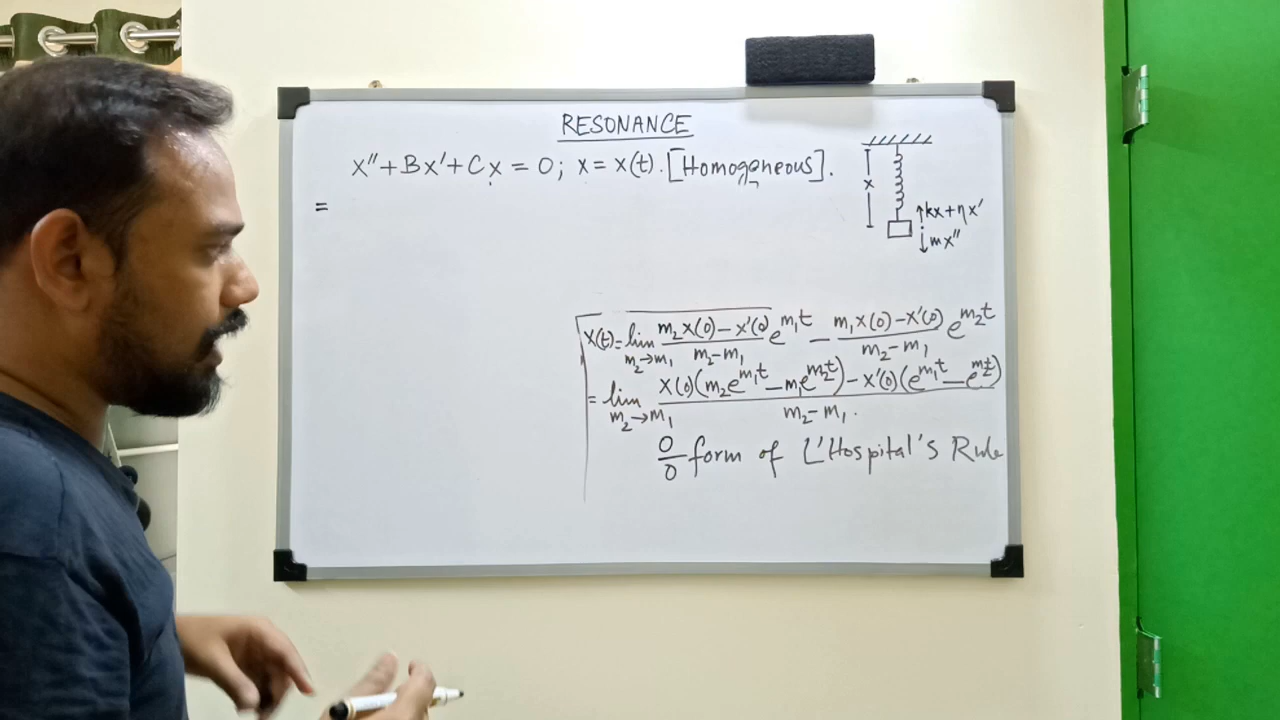 RESONANCE
x'' + Bx' + Cx = 0; x = x(t). [Homogeneous].
=
x
↑kx+ηx'
↓mx''
x(t) = lim m₂→m₁ (m₂x(0) − x'(0))/(m₂−m₁) e^{m₁t} − (m₁x(0) − x'(0))/(m₂−m₁) e^{m₂t}
= lim m₂→m₁ (x(0)(m₂e^{m₁t} − m₁e^{m₂t}) − x'(0)(e^{m₁t} − e^{m₂t}))/(m₂−m₁).
0/0 form of L'Hospital's Rule